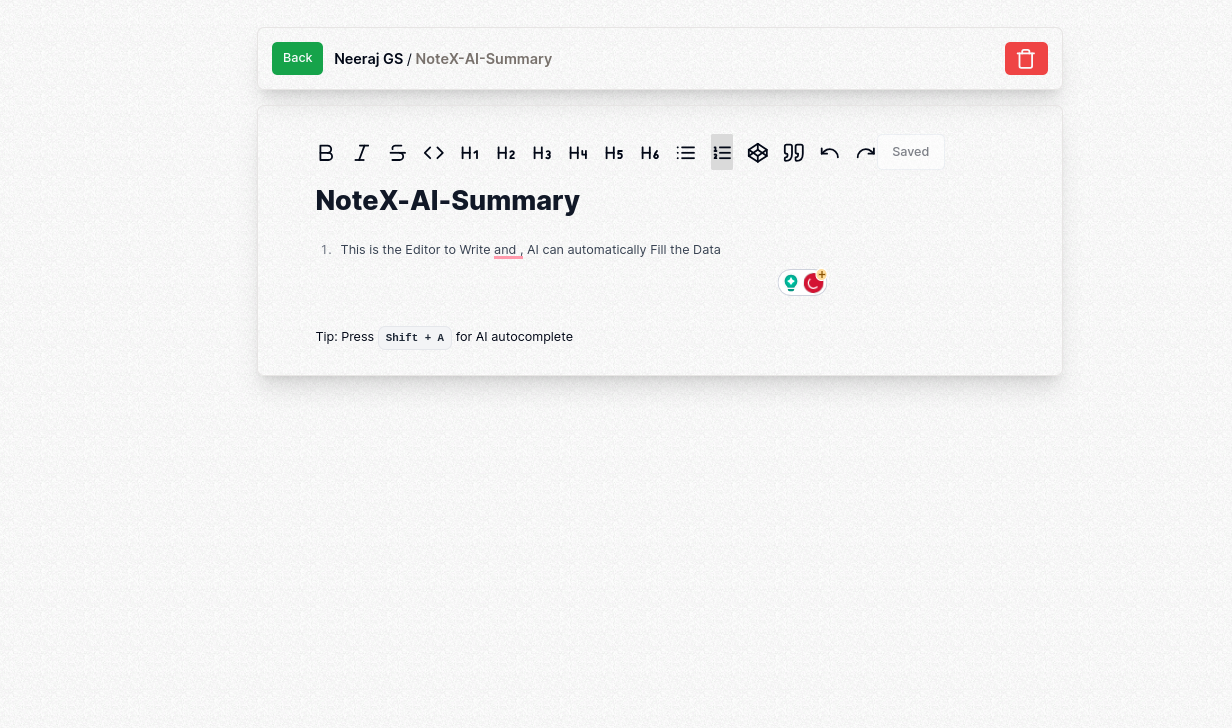 Back Neeraj GS / NoteX-AI-Summary
H1 H2 H3 H4 H5 H6 Saved
NoteX-AI-Summary
1. This is the Editor to Write and , AI can automatically Fill the Data
Tip: Press Shift + A for AI autocomplete